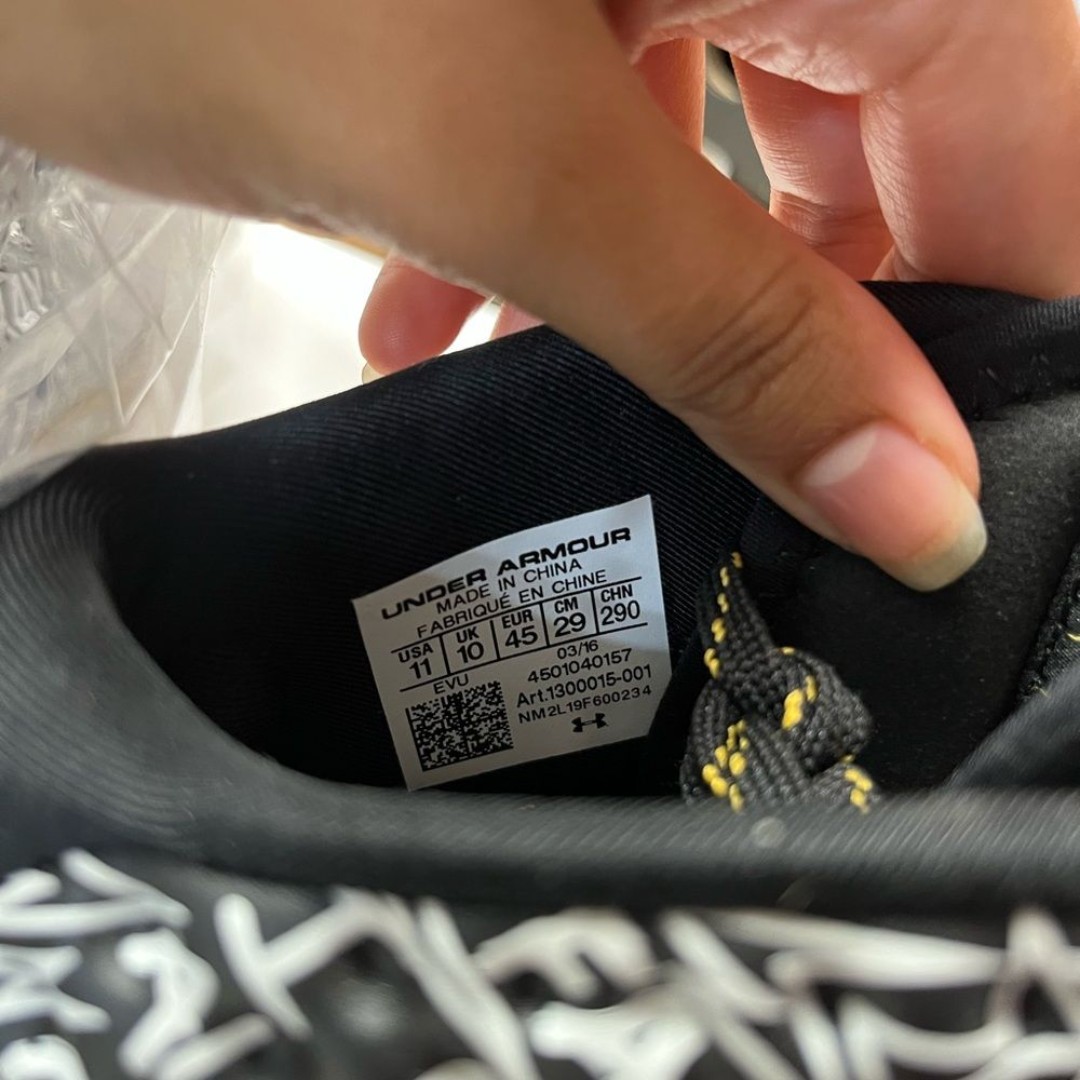 UNDER ARMOUR
MADE IN CHINA
FABRIQUÉ EN CHINE
USA UK EUR CM CHN
11 10 45 29 290
03/16
EVU
4501040157
Art.1300015-001
NM2L19F600234